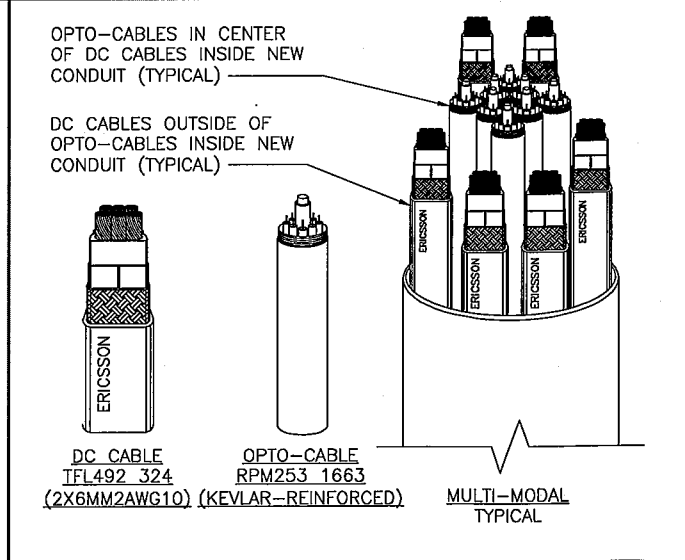 OPTO-CABLES IN CENTER
OF DC CABLES INSIDE NEW
CONDUIT (TYPICAL)
DC CABLES OUTSIDE OF
OPTO-CABLES INSIDE NEW
CONDUIT (TYPICAL)
ERICSSON
ERICSSON
ERICSSON
ERICSSON
ERICSSON
DC CABLE
TFL492 324
(2X6MM2AWG10)
OPTO-CABLE
RPM253 1663
(KEVLAR-REINFORCED)
MULTI-MODAL
TYPICAL